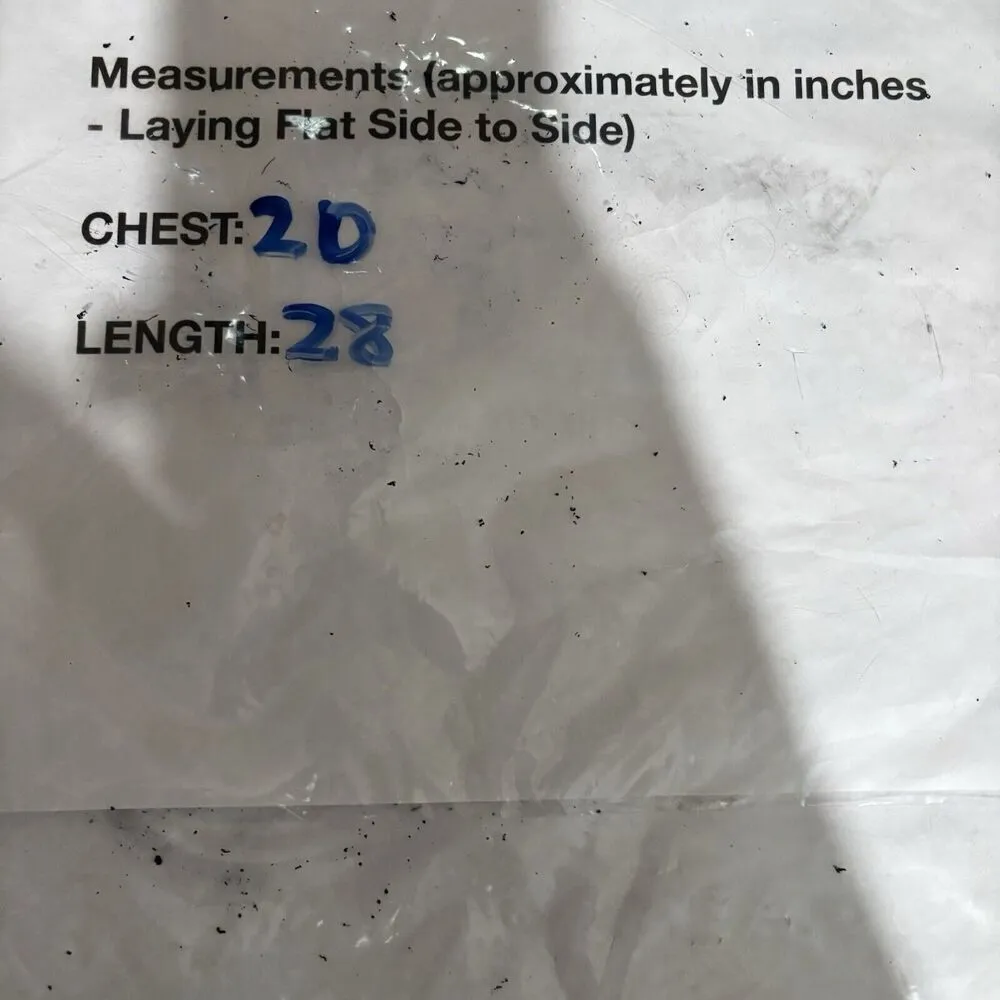 Measurements (approximately in inches
- Laying Flat Side to Side)
CHEST: 20
LENGTH: 28